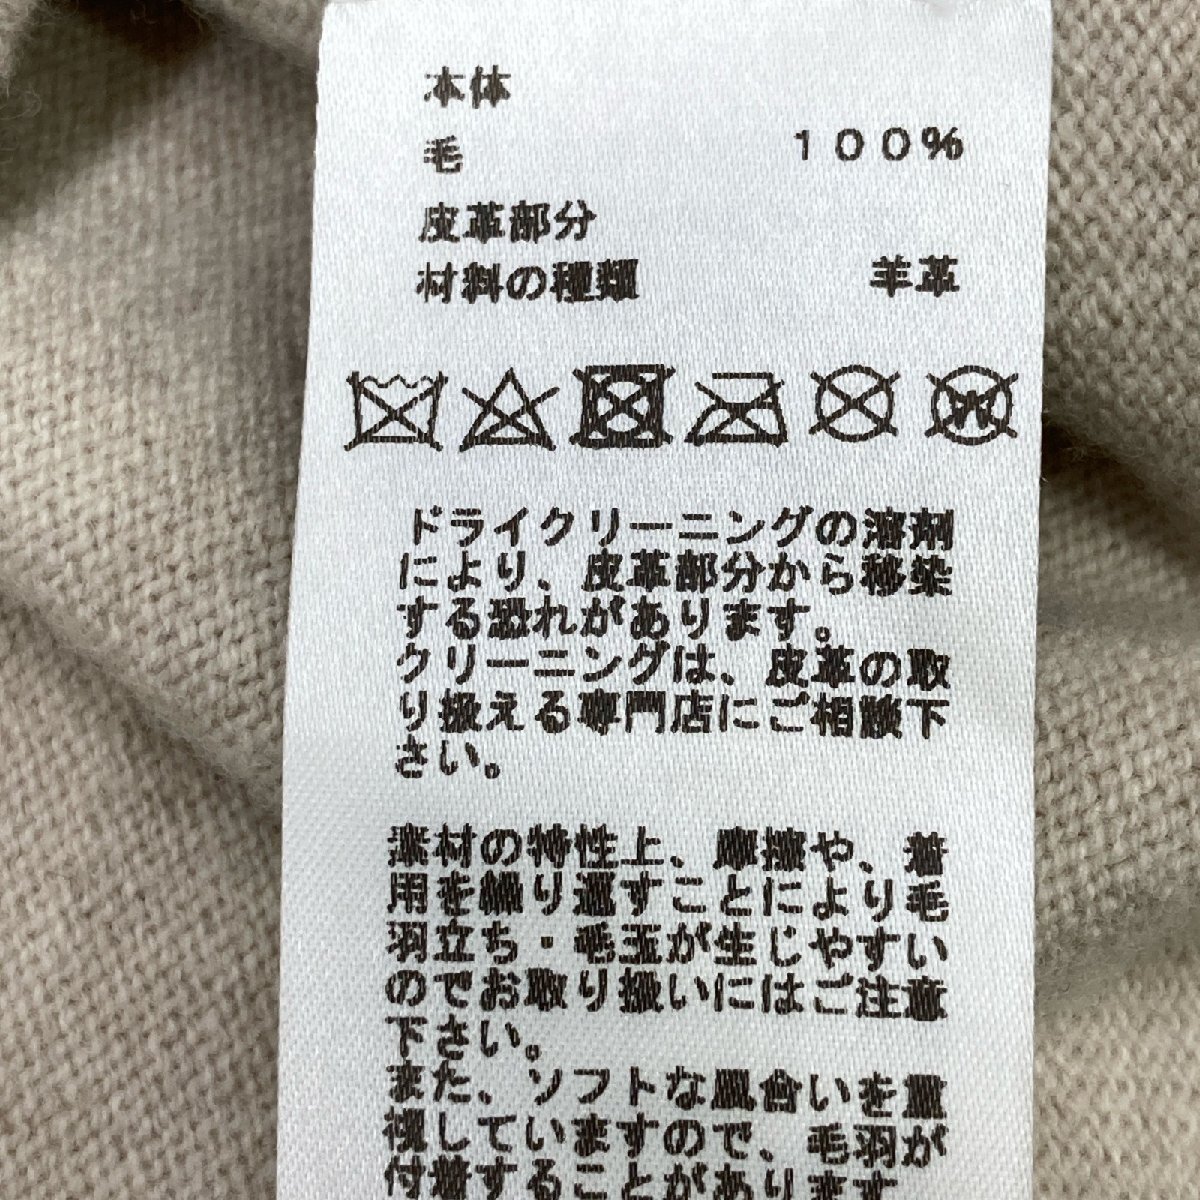 本体
毛 １００％
皮革部分
材料の種類 羊革
ドライクリーニングの溶剤
により、皮革部分から移染
する恐れがあります。
クリーニングは、皮革の取
り扱える専門店にご相談下
さい。
素材の特性上、摩擦や、着
用を繰り返すことにより毛
羽立ち・毛玉が生じやすい
のでお取り扱いにはご注意
下さい。
また、ソフトな風合いを重
視していますので、毛羽が
付着することがあります